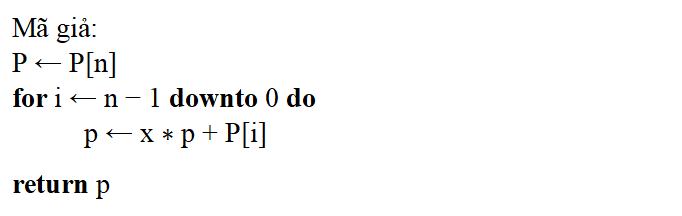 Mã giả:
P ← P[n]
for i ← n − 1 downto 0 do
p ← x ∗ p + P[i]
return p